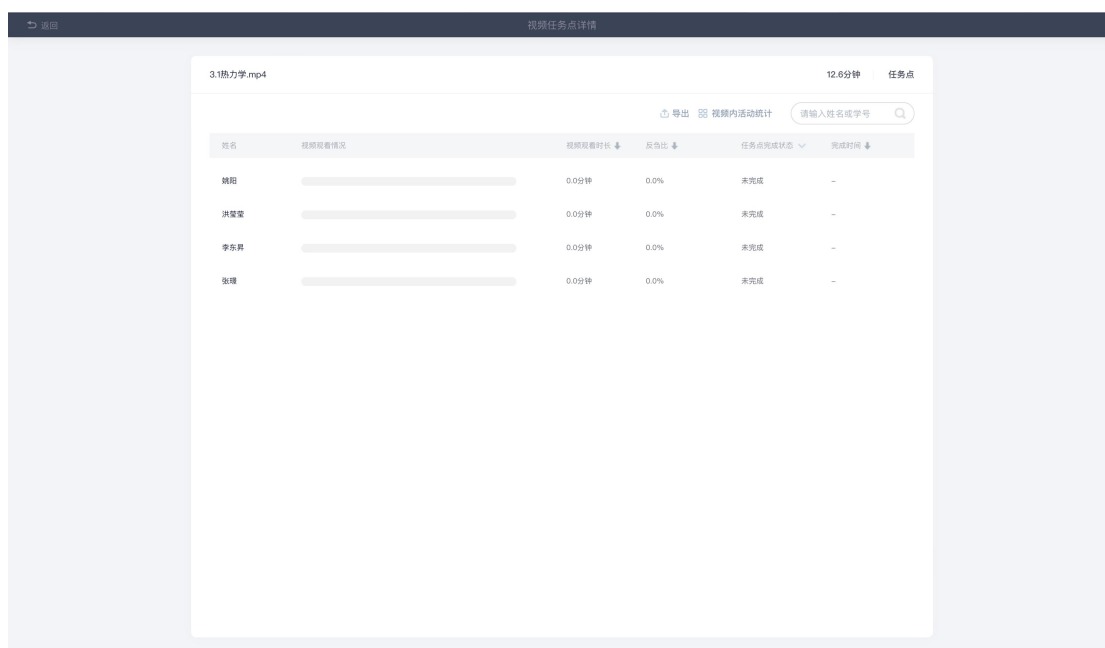 返回 视频任务点详情
3.1热力学.mp4 12.6分钟 任务点
导出 视频内活动统计 请输入姓名或学号
姓名 视频观看情况 视频观看时长 反刍比 任务点完成状态 完成时间
姚阳 0.0分钟 0.0% 未完成 –
洪莹莹 0.0分钟 0.0% 未完成 –
李东昇 0.0分钟 0.0% 未完成 –
张璟 0.0分钟 0.0% 未完成 –